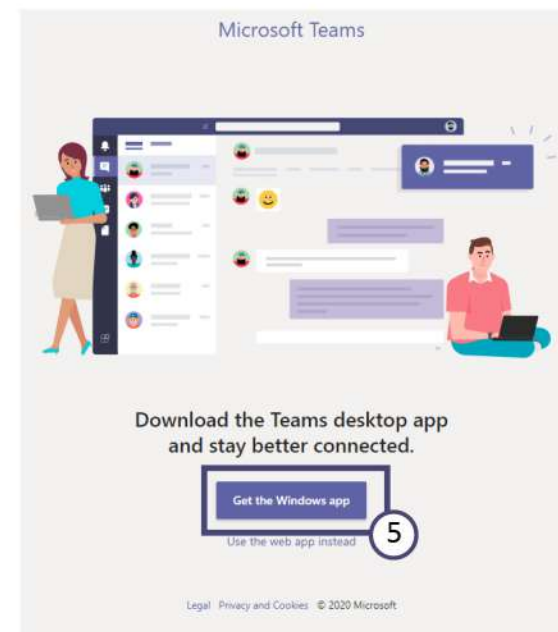 Microsoft Teams
Download the Teams desktop app
and stay better connected.
Get the Windows app
5
Use the web app instead
Legal Privacy and Cookies © 2020 Microsoft